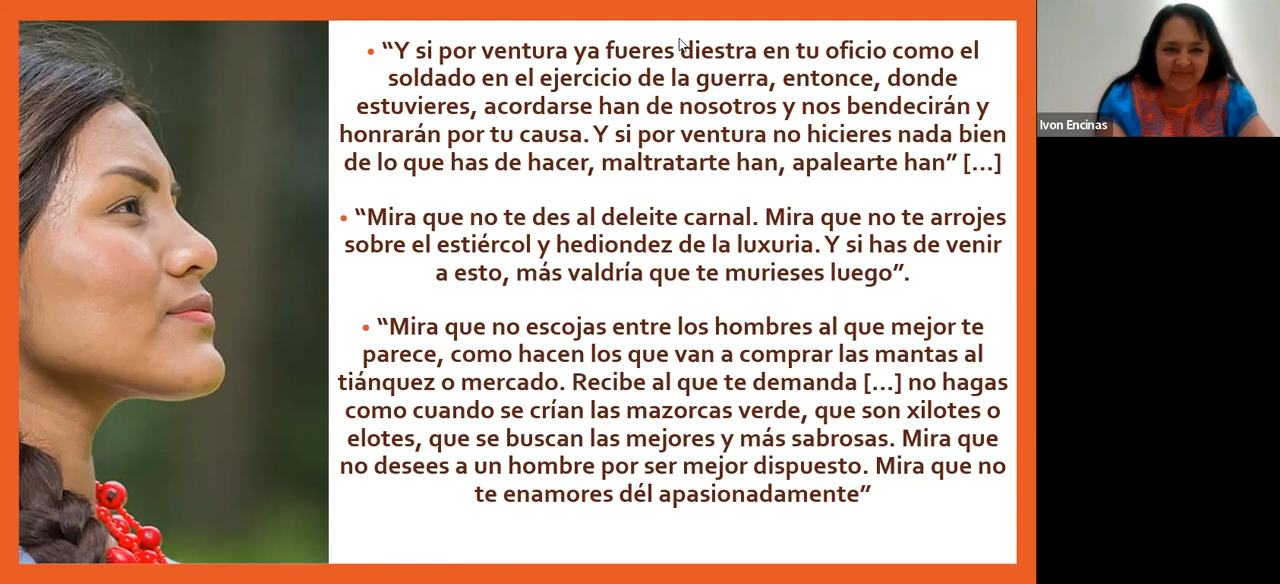 • “Y si por ventura ya fueres diestra en tu oficio como el
soldado en el ejercicio de la guerra, entonce, donde
estuvieres, acordarse han de nosotros y nos bendecirán y
honrarán por tu causa. Y si por ventura no hicieres nada bien
de lo que has de hacer, maltratarte han, apalearte han” [...]
• “Mira que no te des al deleite carnal. Mira que no te arrojes
sobre el estiércol y hediondez de la luxuria. Y si has de venir
a esto, más valdría que te murieses luego”.
• “Mira que no escojas entre los hombres al que mejor te
parece, como hacen los que van a comprar las mantas al
tiánquez o mercado. Recibe al que te demanda [...] no hagas
como cuando se crían las mazorcas verde, que son xilotes o
elotes, que se buscan las mejores y más sabrosas. Mira que
no desees a un hombre por ser mejor dispuesto. Mira que no
te enamores dél apasionadamente”
Ivon Encinas